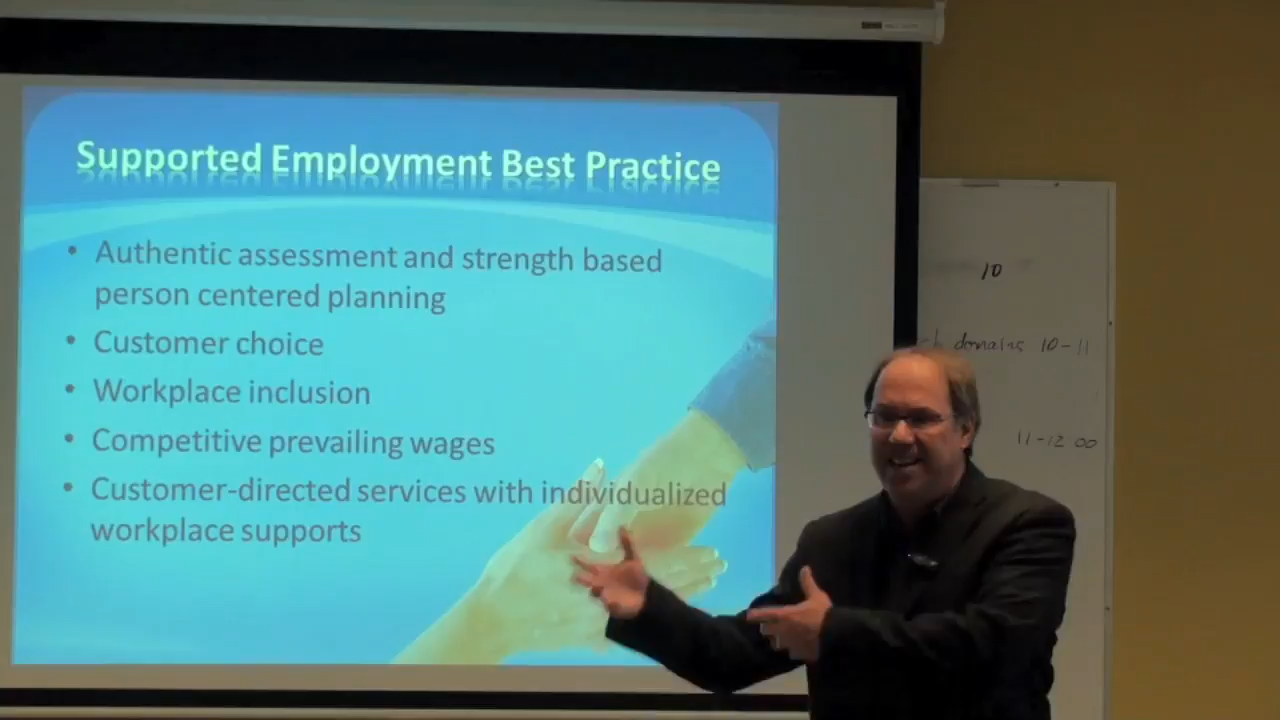 Supported Employment Best Practice
• Authentic assessment and strength based
person centered planning
• Customer choice
• Workplace inclusion
• Competitive prevailing wages
• Customer-directed services with individualized
workplace supports
10
domains 10-11
11-12 00